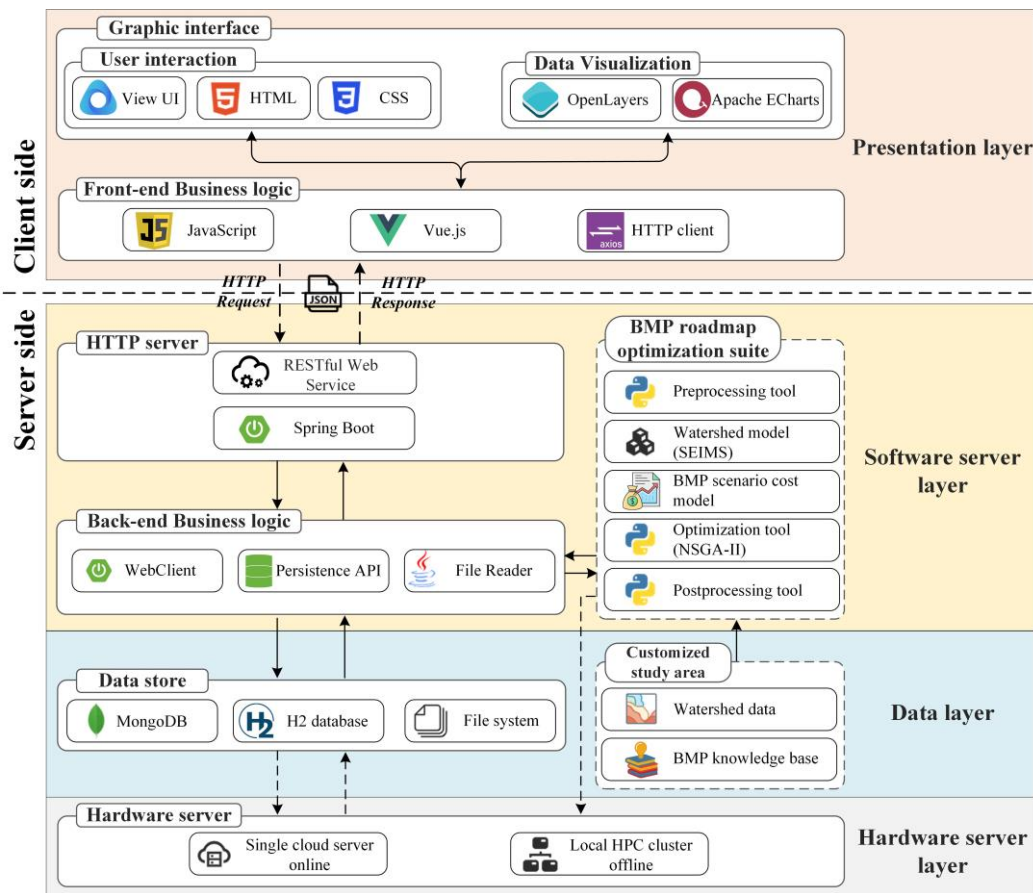 Client side
Graphic interface
User interaction
View UI
5
HTML
3
CSS
Data Visualization
OpenLayers
Apache ECharts
Presentation layer
Front-end Business logic
JS
JavaScript
Vue.js
axios
HTTP client
HTTP
Request
JSON
HTTP
Response
Server side
HTTP server
RESTful Web
Service
Spring Boot
BMP roadmap
optimization suite
Preprocessing tool
Watershed model
(SEIMS)
$
BMP scenario cost
model
Optimization tool
(NSGA-II)
Postprocessing tool
Software server
layer
Back-end Business logic
WebClient
Persistence API
File Reader
Data store
MongoDB
H2
H2 database
File system
Customized
study area
Watershed data
BMP knowledge base
Data layer
Hardware server
Single cloud server
online
Local HPC cluster
offline
Hardware server
layer